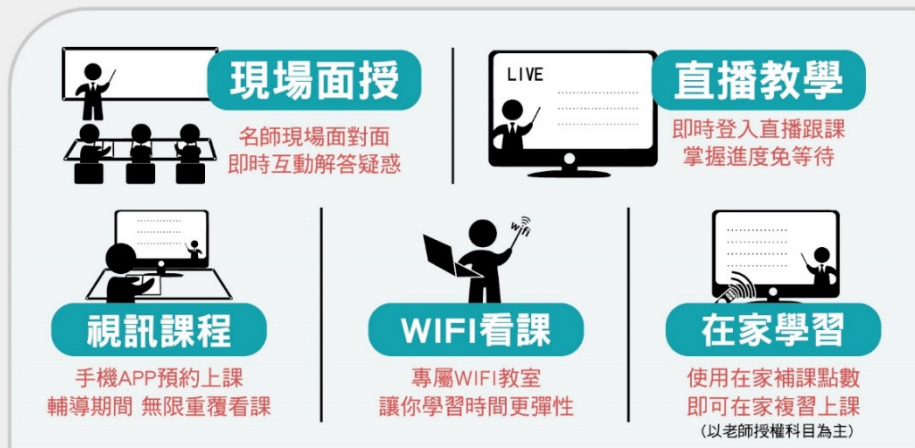 現場面授
名師現場面對面
即時互動解答疑惑
LIVE
直播教學
即時登入直播跟課
掌握進度免等待
視訊課程
手機APP預約上課
輔導期間 無限重覆看課
wifi
WIFI看課
專屬WIFI教室
讓你學習時間更彈性
在家學習
使用在家補課點數
即可在家複習上課
(以老師授權科目為主)